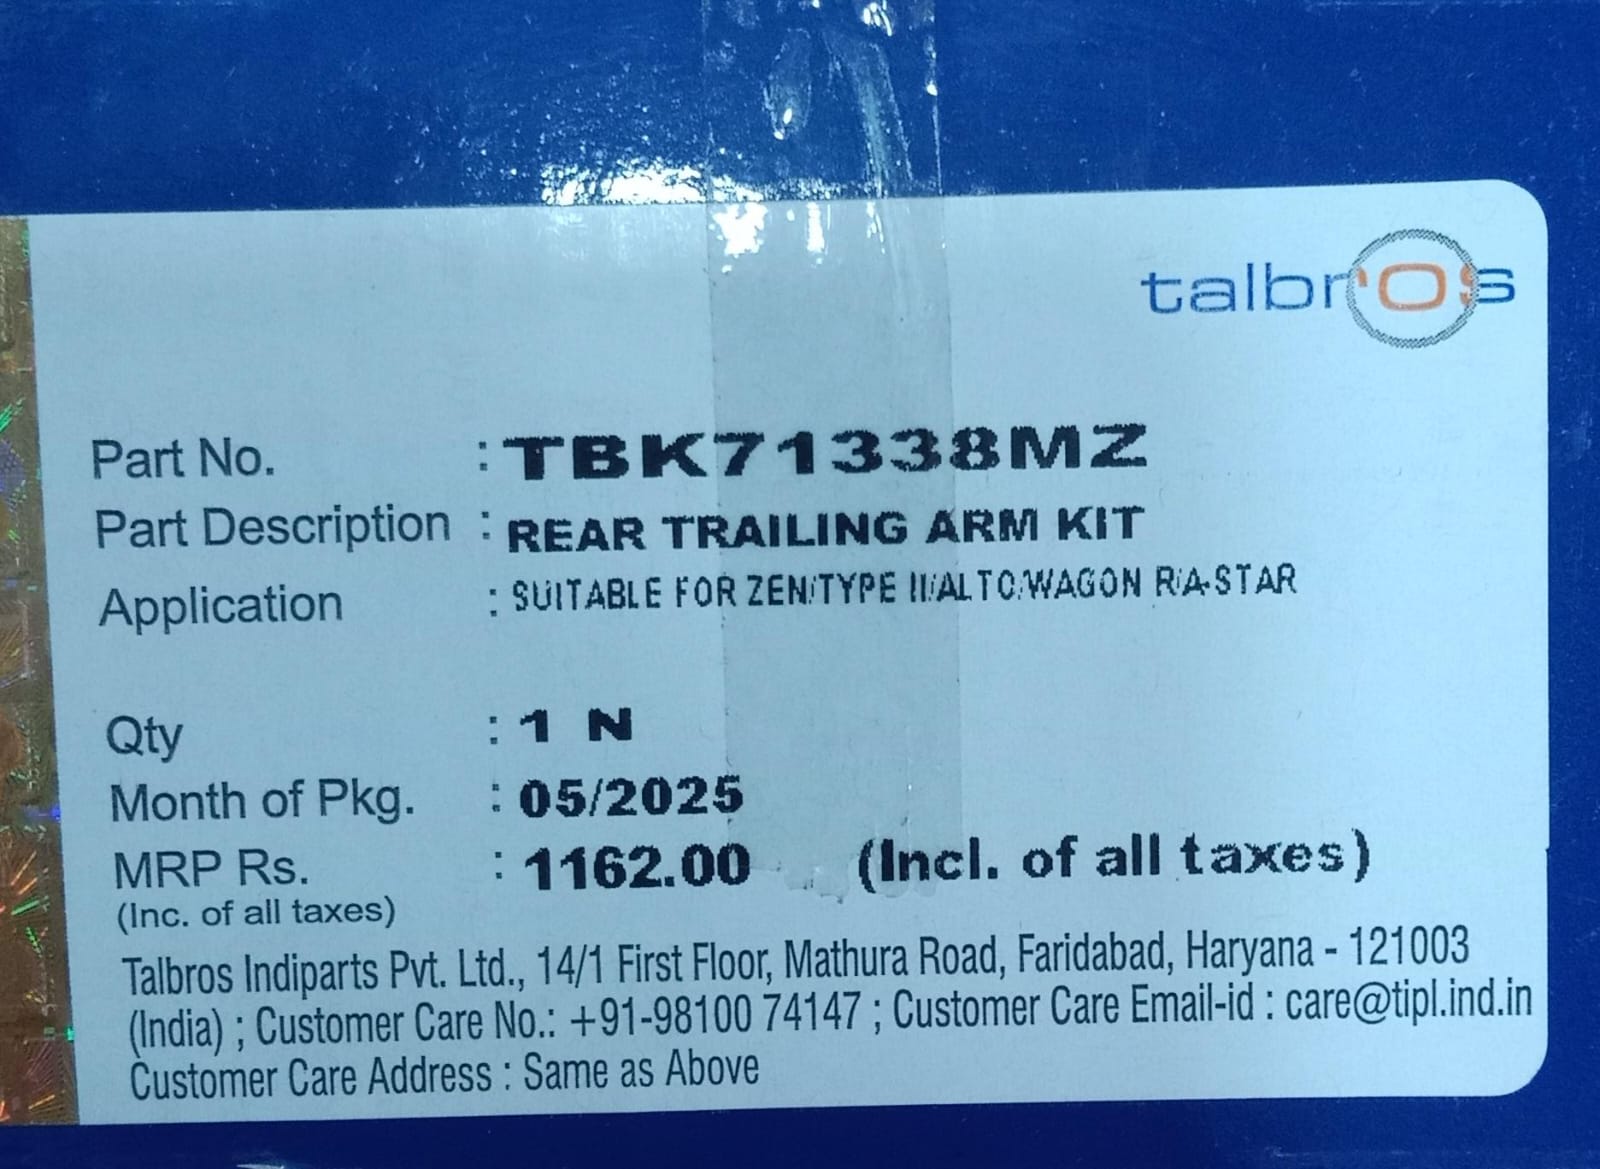 talbros
Part No. : TBK71338MZ
Part Description : REAR TRAILING ARM KIT
Application : SUITABLE FOR ZEN/TYPE II/ALTO/WAGON R/A-STAR
Qty : 1 N
Month of Pkg. : 05/2025
MRP Rs. : 1162.00 (Incl. of all taxes)
(Inc. of all taxes)
Talbros Indiparts Pvt. Ltd., 14/1 First Floor, Mathura Road, Faridabad, Haryana - 121003
(India) ; Customer Care No.: +91-98100 74147 ; Customer Care Email-id : care@tipl.ind.in
Customer Care Address : Same as Above